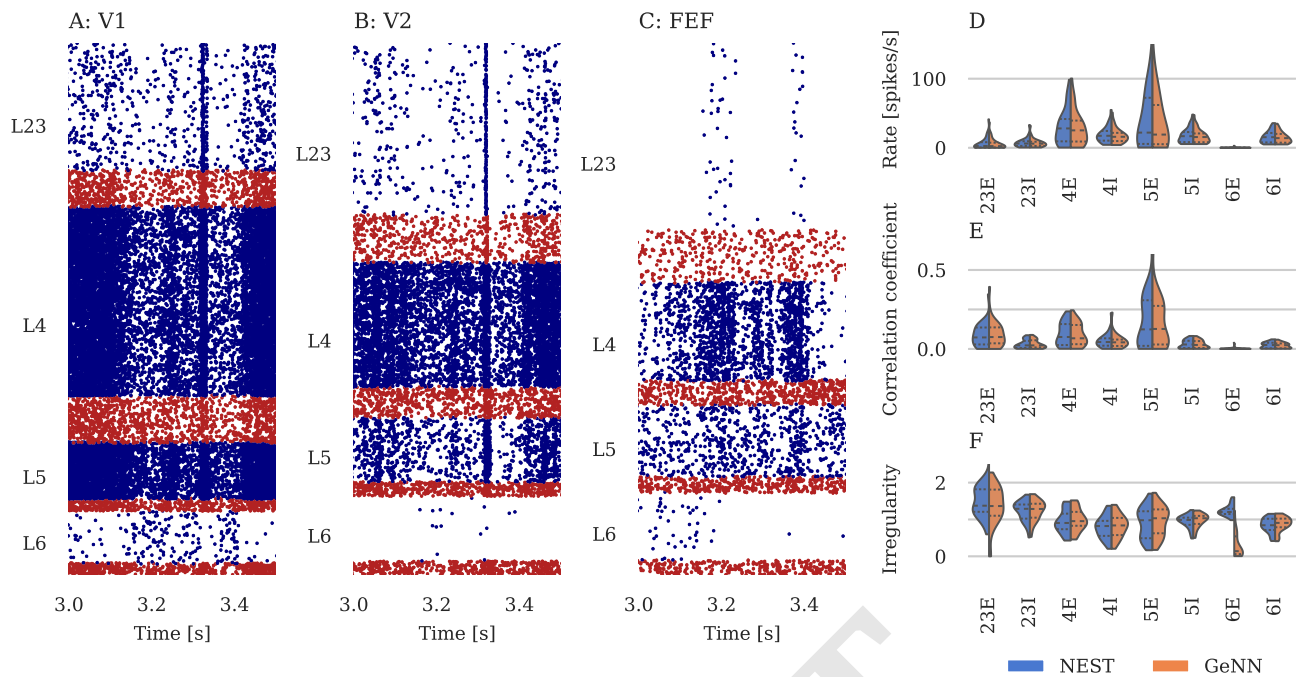 A: V1
B: V2
C: FEF
D
L23
L4
L5
L6
3.0
3.2
3.4
Time [s]
L23
L4
L5
L6
3.0
3.2
3.4
Time [s]
L23
L4
L5
L6
3.0
3.2
3.4
Time [s]
Rate [spikes/s]
100
0
23E
23I
4E
4I
5E
5I
6E
6I
E
Correlation coefficient
0.5
0.0
23E
23I
4E
4I
5E
5I
6E
6I
F
Irregularity
2
0
23E
23I
4E
4I
5E
5I
6E
6I
NEST
GeNN
T